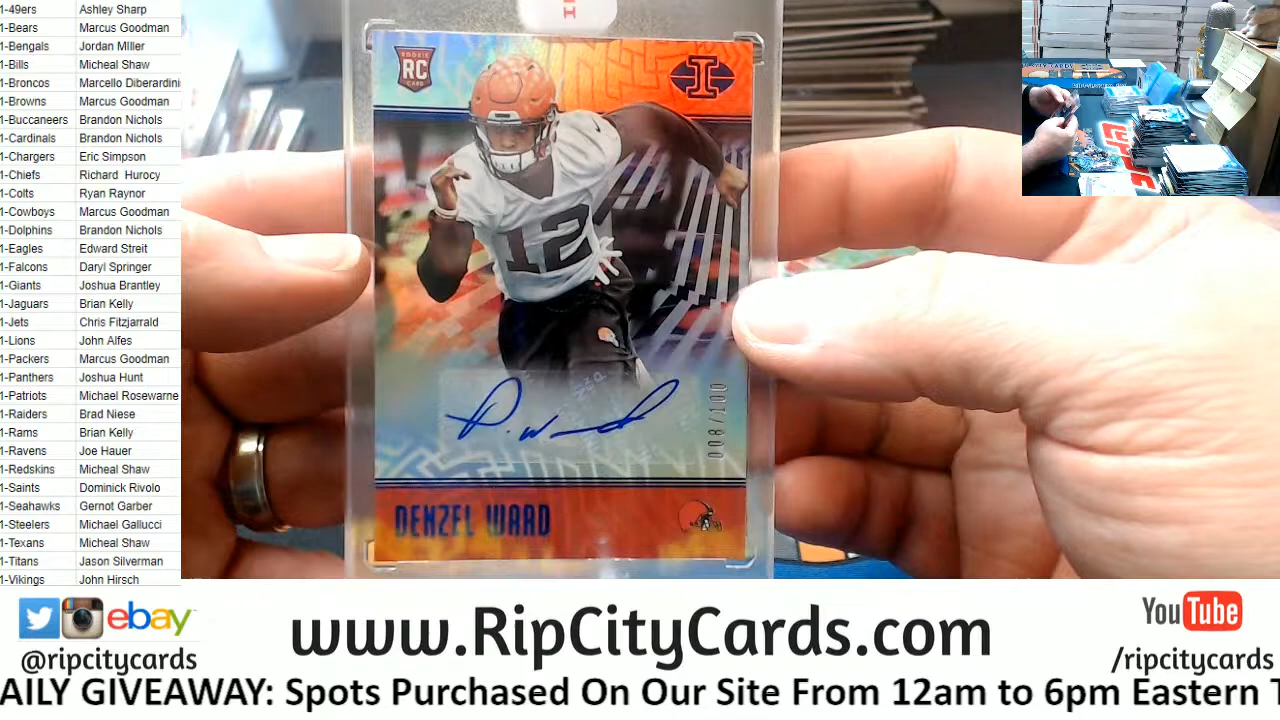 1-49ers Ashley Sharp
1-Bears Marcus Goodman
1-Bengals Jordan Miller
1-Bills Micheal Shaw
1-Broncos Marcello Diberardini
1-Browns Marcus Goodman
1-Buccaneers Brandon Nichols
1-Cardinals Brandon Nichols
1-Chargers Eric Simpson
1-Chiefs Richard Hurocy
1-Colts Ryan Raynor
1-Cowboys Marcus Goodman
1-Dolphins Brandon Nichols
1-Eagles Edward Streit
1-Falcons Daryl Springer
1-Giants Joshua Brantley
1-Jaguars Brian Kelly
1-Jets Chris Fitzjarrald
1-Lions John Alfes
1-Packers Marcus Goodman
1-Panthers Joshua Hunt
1-Patriots Michael Rosewarne
1-Raiders Brad Niese
1-Rams Brian Kelly
1-Ravens Joe Hauer
1-Redskins Micheal Shaw
1-Saints Dominick Rivolo
1-Seahawks Gernot Garber
1-Steelers Michael Gallucci
1-Texans Micheal Shaw
1-Titans Jason Silverman
1-Vikings John Hirsch
ROOKIE
RC
CARD
I
12
D. Ward
008/100
DENZEL WARD
ebay
@ripcitycards
www.RipCityCards.com
YouTube
/ripcitycards
AILY GIVEAWAY: Spots Purchased On Our Site From 12am to 6pm Eastern T